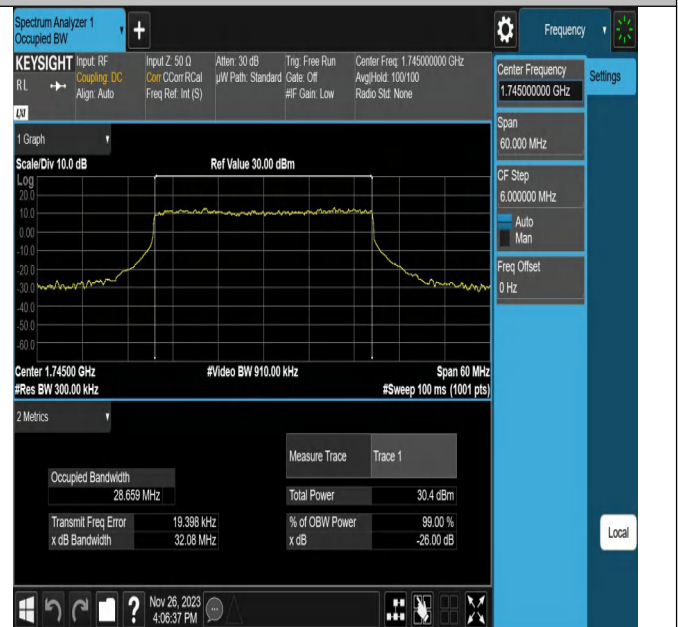 Spectrum Analyzer 1
Occupied BW
+
Frequency
KEYSIGHT
RL
LXI
Input: RF
Coupling: DC
Align: Auto
Input Z: 50 Ω
Corr CCorr RCal
Freq Ref: Int (S)
Atten: 30 dB
µW Path: Standard
Trig: Free Run
Gate: Off
#IF Gain: Low
Center Freq: 1.745000000 GHz
Avg|Hold: 100/100
Radio Std: None
Center Frequency
1.745000000 GHz
Settings
Span
60.000 MHz
CF Step
6.000000 MHz
Auto
Man
Freq Offset
0 Hz
1 Graph
Scale/Div 10.0 dB
Ref Value 30.00 dBm
Log
20.0
10.0
0.00
-10.0
-20.0
-30.0
-40.0
-50.0
-60.0
Center 1.74500 GHz
#Video BW 910.00 kHz
Span 60 MHz
#Res BW 300.00 kHz
#Sweep 100 ms (1001 pts)
2 Metrics
Measure Trace
Trace 1
Occupied Bandwidth
28.659 MHz
Total Power
30.4 dBm
Transmit Freq Error
19.398 kHz
% of OBW Power
99.00 %
x dB Bandwidth
32.08 MHz
x dB
-26.00 dB
Local
?
Nov 26, 2023
4:06:37 PM